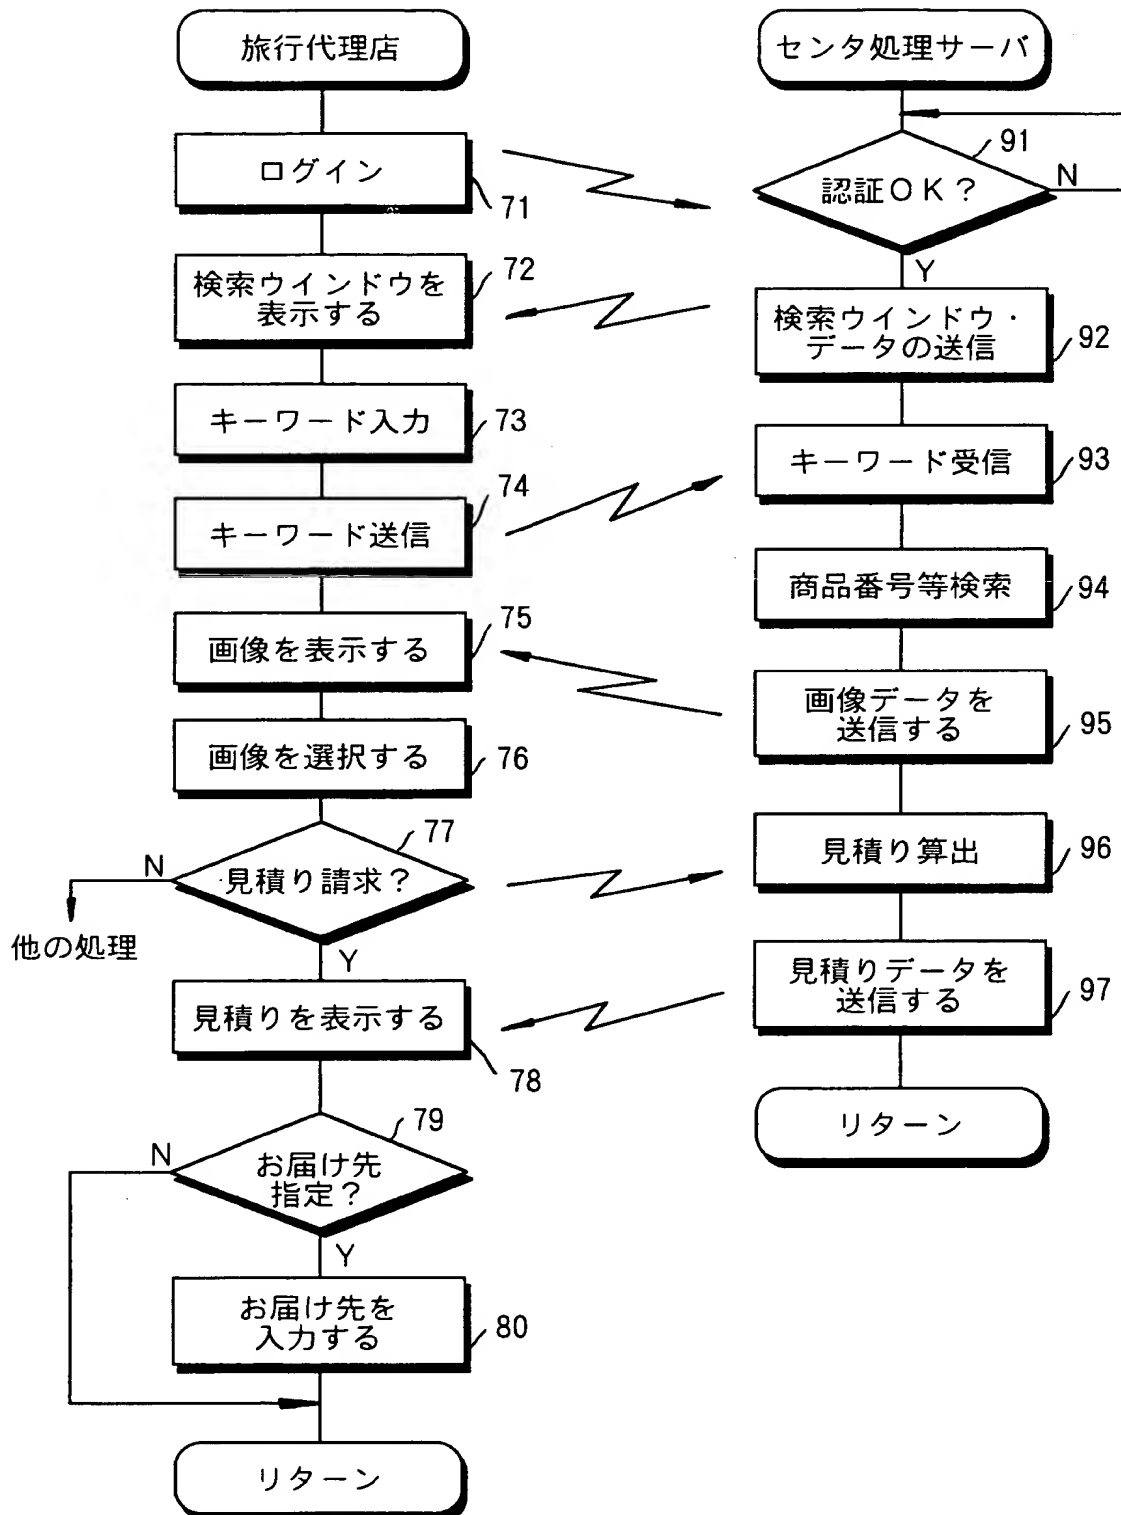 旅行代理店
ログイン
71
検索ウインドウを
表示する
72
キーワード入力
73
キーワード送信
74
画像を表示する
75
画像を選択する
76
見積り請求?
77
N
他の処理
Y
見積りを表示する
78
お届け先
指定?
79
N
Y
お届け先を
入力する
80
リターン
センタ処理サーバ
認証OK?
91
N
Y
検索ウインドウ・
データの送信
92
キーワード受信
93
商品番号等検索
94
画像データを
送信する
95
見積り算出
96
見積りデータを
送信する
97
リターン